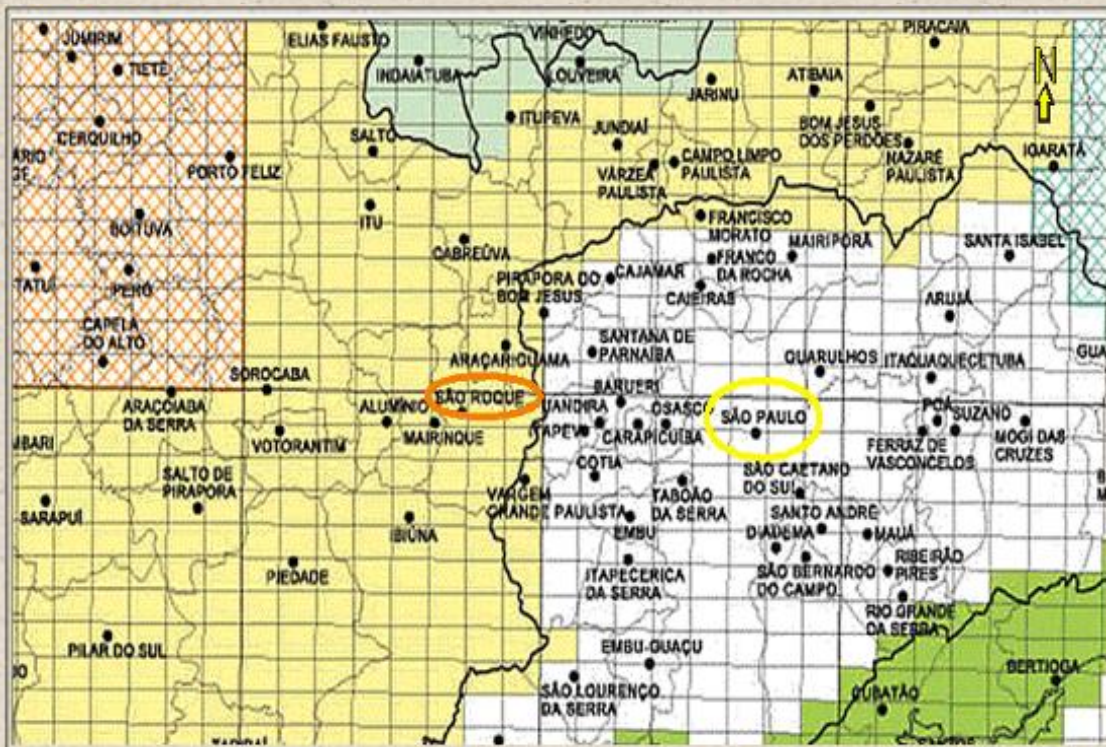 PIRACAIA
ELIAS FAUSTO
VINHEDO
JUMIRIM
TIETÊ
INDAIATUBA
LOUVEIRA
JARINU
ATIBAIA
N
ITUPEVA
CERQUILHO
SALTO
JUNDIAÍ
BOM JESUS
DOS PERDÕES
PORTO FELIZ
VÁRZEA
PAULISTA
CAMPO LIMPO
PAULISTA
NAZARÉ
PAULISTA
IGARATÁ
ITU
BOITUVA
CABREÚVA
FRANCISCO
MORATO
MAIRIPORÃ
SANTA ISABEL
PIRAPORA DO
BOM JESUS
CAJAMAR
FRANCO
DA ROCHA
TATUÍ
PERÓ
CAIEIRAS
ARUJÁ
CAPELA
DO ALTO
SANTANA DE
PARNAÍBA
ARAÇARIGUAMA
GUARULHOS
ITAQUAQUECETUBA
GUA
SOROCABA
SÃO ROQUE
BARUERI
ARAÇOIABA
DA SERRA
ALUMÍNIO
MAIRINQUE
ANDIRA
OSASCO
SÃO PAULO
POÁ
SUZANO
MBARI
VOTORANTIM
APEVI
CARAPICUÍBA
FERRAZ DE
VASCONCELOS
MOGI DAS
CRUZES
SALTO DE
PIRAPORA
COTIA
SÃO CAETANO
DO SUL
SARAPUÍ
VARGEM
GRANDE PAULISTA
TABOÃO
DA SERRA
SANTO ANDRÉ
IBIÚNA
EMBU
DIADEMA
MAUÁ
PIEDADE
ITAPECERICA
DA SERRA
SÃO BERNARDO
DO CAMPO
RIBEIRÃO
PIRES
RIO GRANDE
DA SERRA
PILAR DO SUL
EMBU-GUAÇU
BERTIOGA
SÃO LOURENÇO
DA SERRA
CUBATÃO